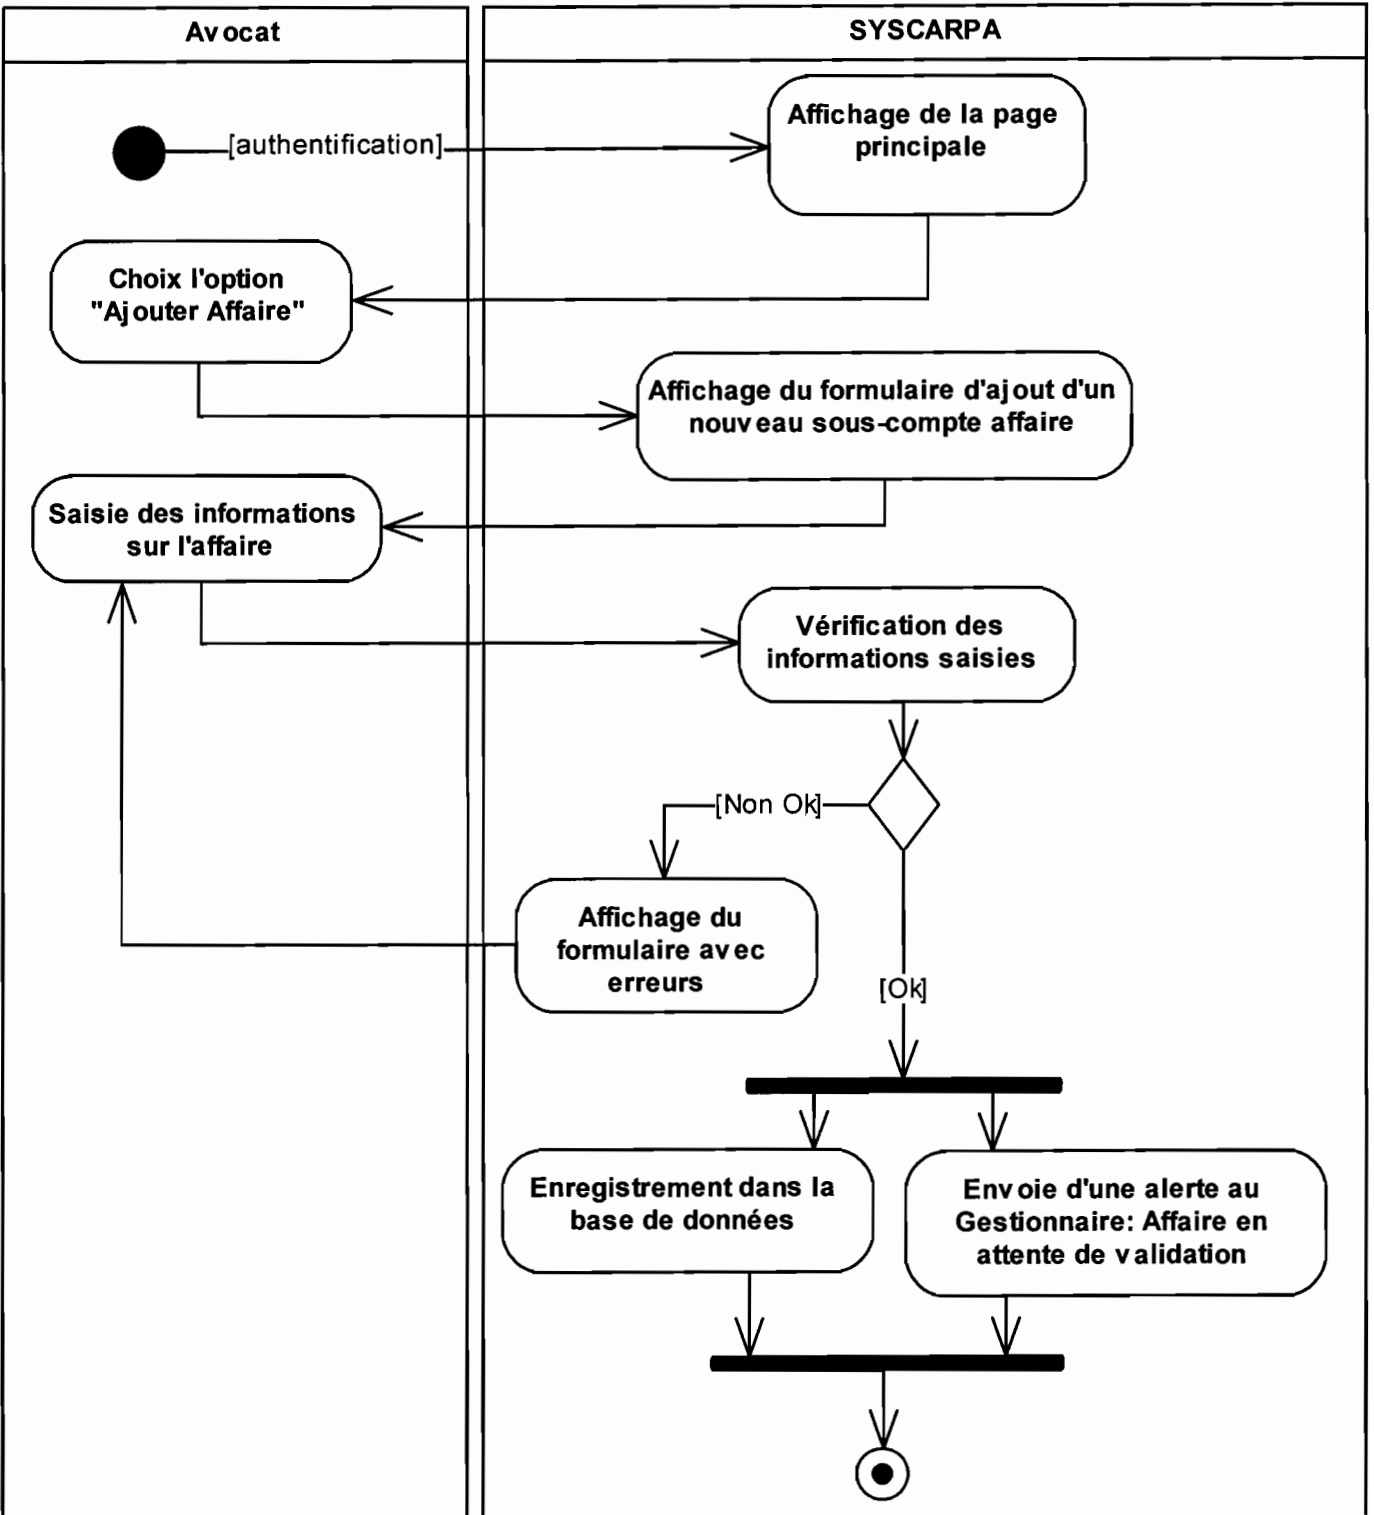 Avocat
SYSCARPA
Affichage de la page
principale
[authentification]
Choix l'option
"Ajouter Affaire"
Affichage du formulaire d'ajout d'un
nouveau sous-compte affaire
Saisie des informations
sur l'affaire
Vérification des
informations saisies
[Non Ok]
Affichage du
formulaire avec
erreurs
[Ok]
Enregistrement dans la
base de données
Envoie d'une alerte au
Gestionnaire: Affaire en
attente de validation